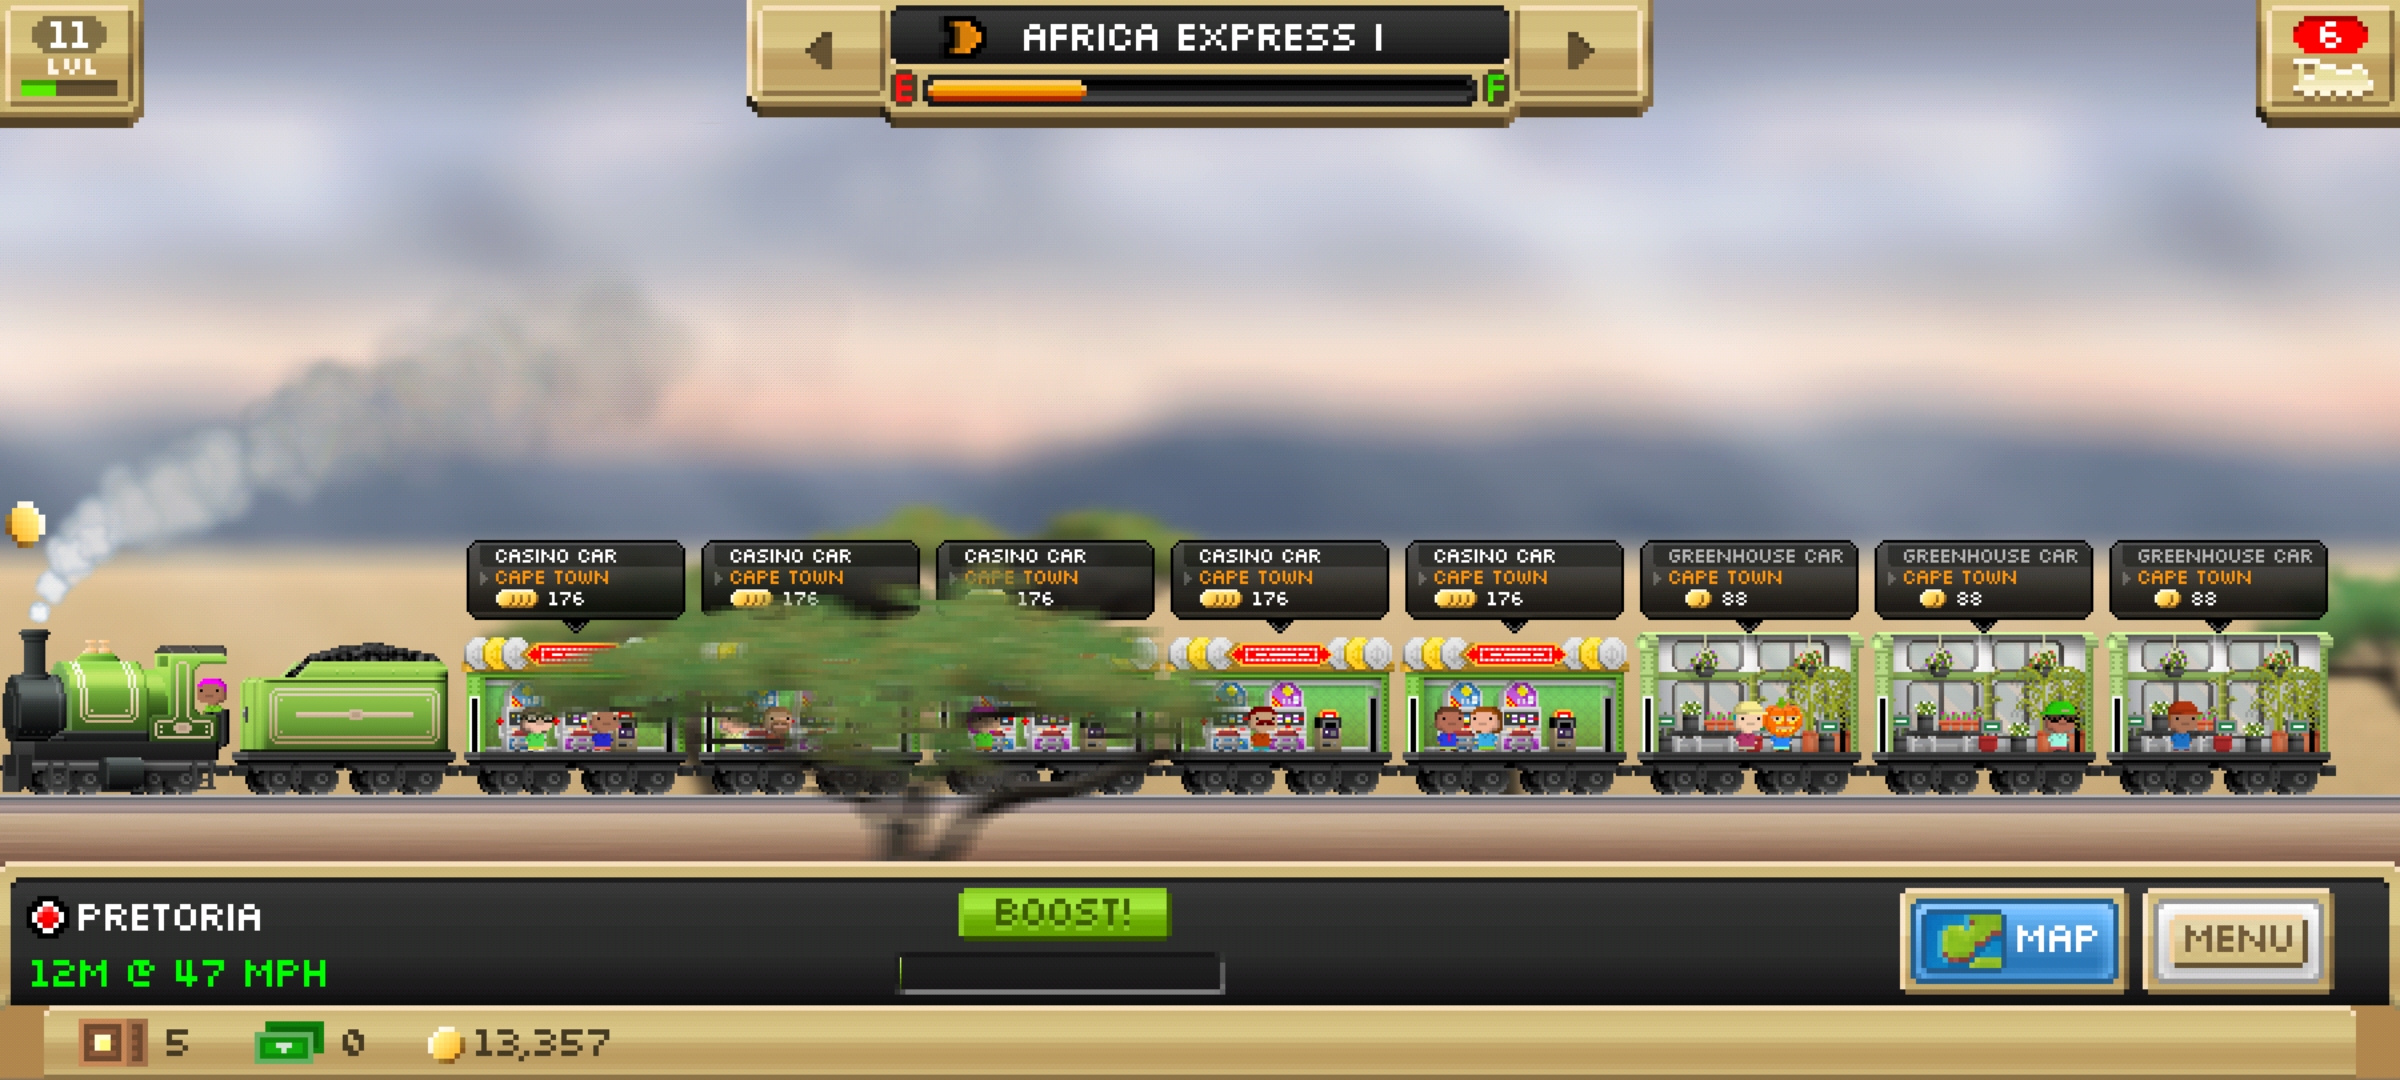 11
LVL
AFRICA EXPRESS I
E F
6
CASINO CAR
CAPE TOWN
176
CASINO CAR
CAPE TOWN
176
CASINO CAR
CAPE TOWN
176
CASINO CAR
CAPE TOWN
176
CASINO CAR
CAPE TOWN
176
GREENHOUSE CAR
CAPE TOWN
88
GREENHOUSE CAR
CAPE TOWN
88
GREENHOUSE CAR
CAPE TOWN
88
PRETORIA
12M @ 47 MPH
BOOST!
MAP
MENU
5
0
13,357